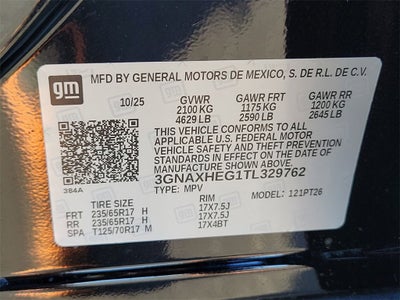 gm MFD BY GENERAL MOTORS DE MEXICO, S. DE R.L. DE C.V.
10/25 GVWR GAWR FRT GAWR RR
2100 KG 1175 KG 1200 KG
4629 LB 2590 LB 2645 LB
THIS VEHICLE CONFORMS TO ALL
APPLICABLE U.S. FEDERAL MOTOR
VEHICLE SAFETY AND THEFT PREVENTION
STANDARDS IN EFFECT ON THE DATE OF
MANUFACTURE SHOWN ABOVE.
384A 3GNAXHEG1TL329762
TYPE: MPV MODEL: 121PT26
TIRE SIZE RIM
FRT 235/65R17 H 17X7.5J
RR 235/65R17 H 17X7.5J
SPA T125/70R17 M 17X4BT